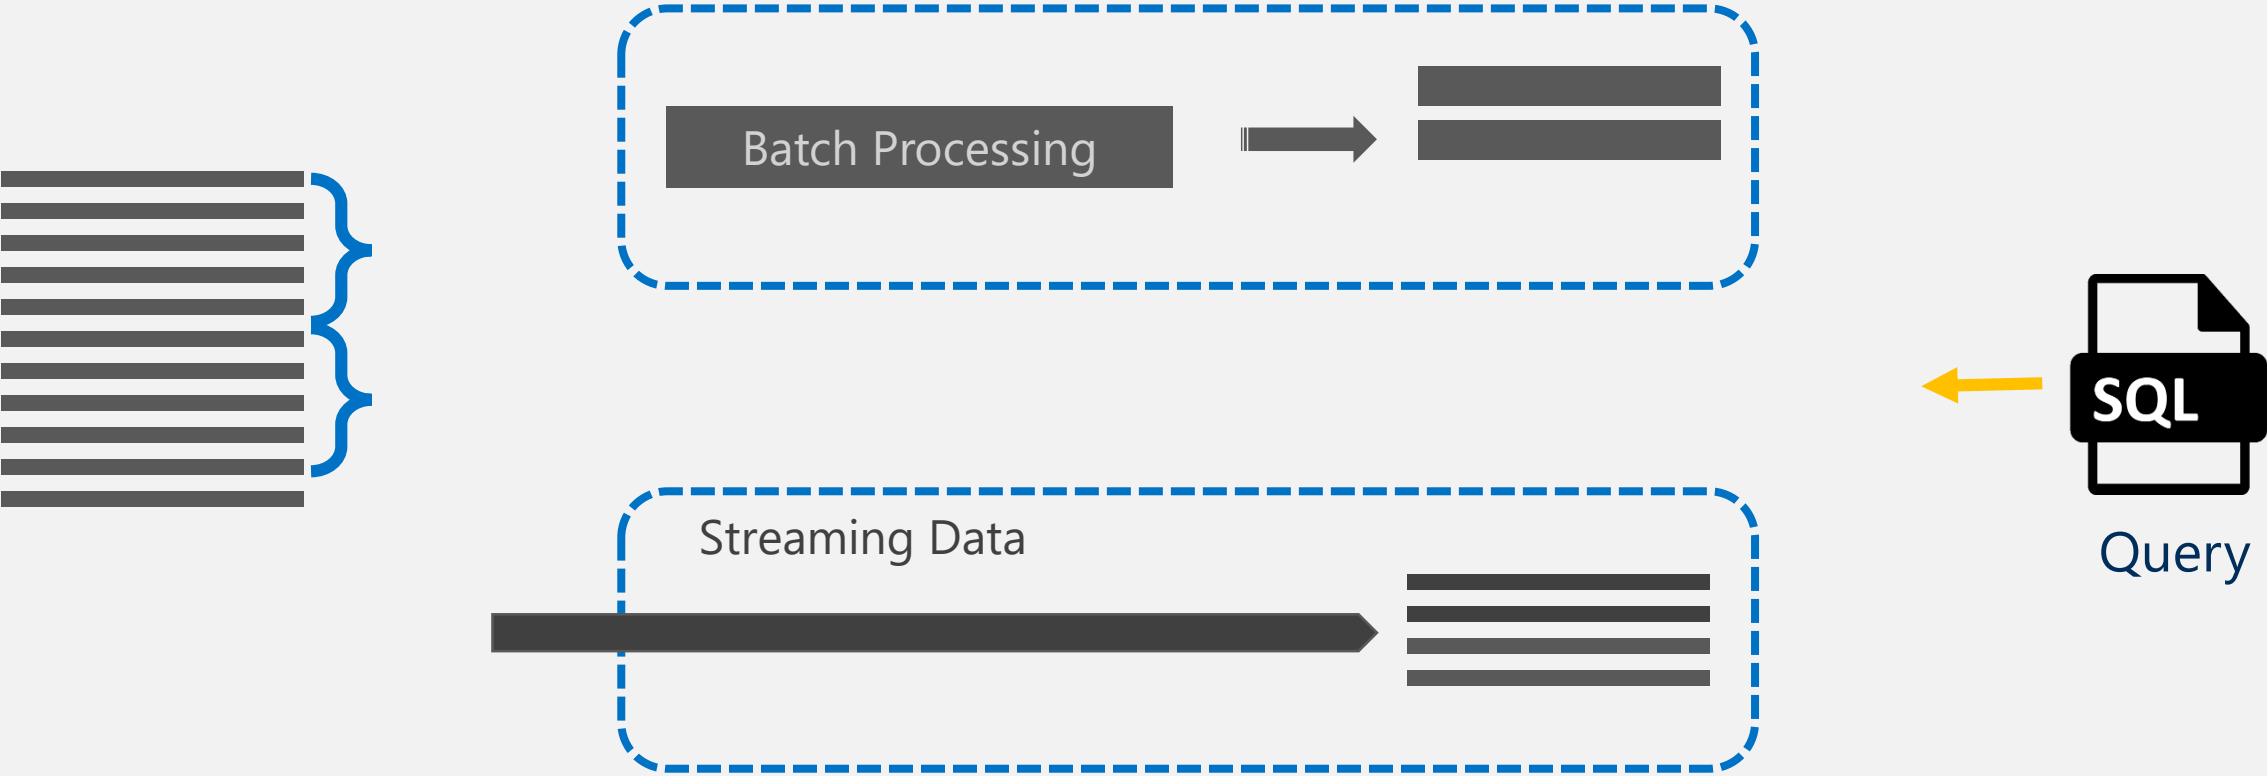 Batch Processing
Streaming Data
SQL
Query